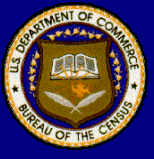 U.S. DEPARTMENT OF COMMERCE
BUREAU OF THE CENSUS